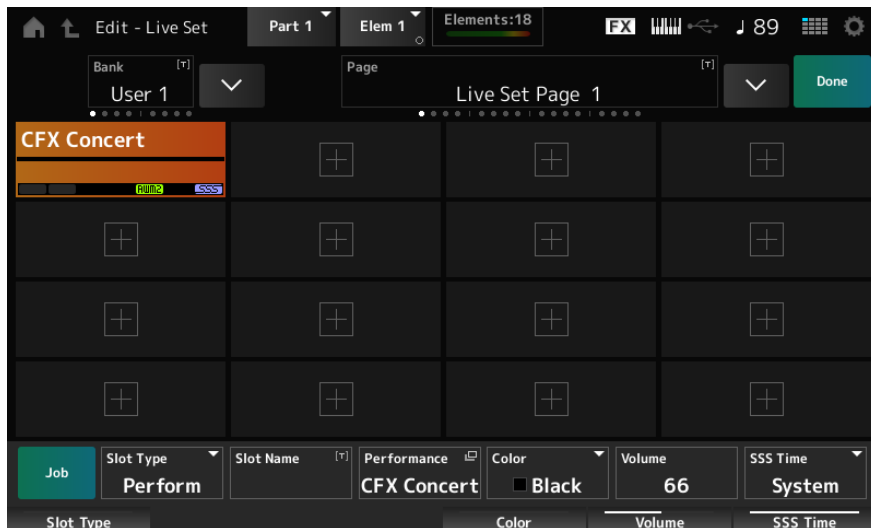 Edit - Live Set
Part 1
Elem 1
Elements:18
FX
♩ 89
Bank
[T]
User 1
Page
[T]
Live Set Page 1
Done
CFX Concert
AWM2
SSS
Job
Slot Type
Perform
Slot Name
[T]
Performance
CFX Concert
Color
Black
Volume
66
SSS Time
System
Slot Type
Color
Volume
SSS Time